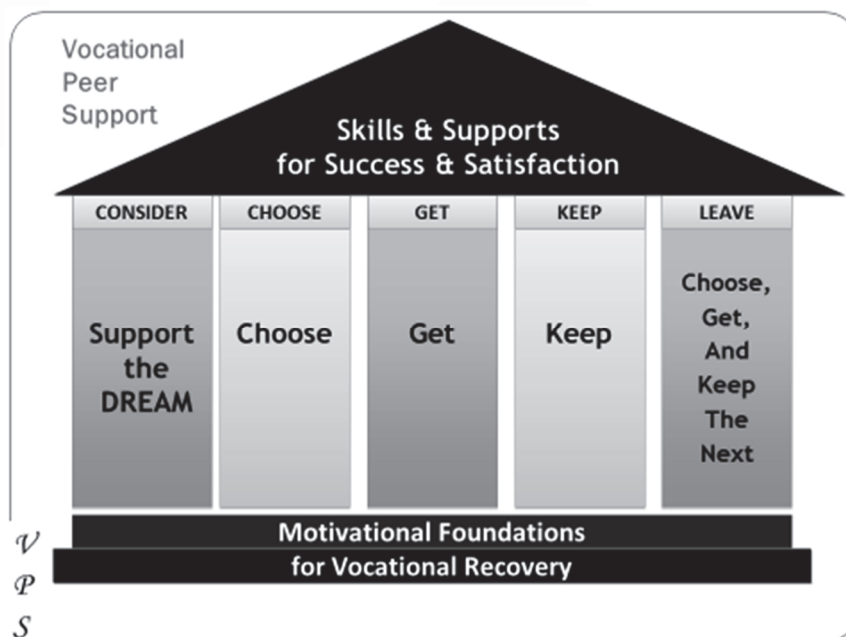 Vocational
Peer
Support
Skills & Supports
for Success & Satisfaction
CONSIDER
Support
the
DREAM
CHOOSE
Choose
GET
Get
KEEP
Keep
LEAVE
Choose,
Get,
And
Keep
The
Next
Motivational Foundations
for Vocational Recovery
V
P
S